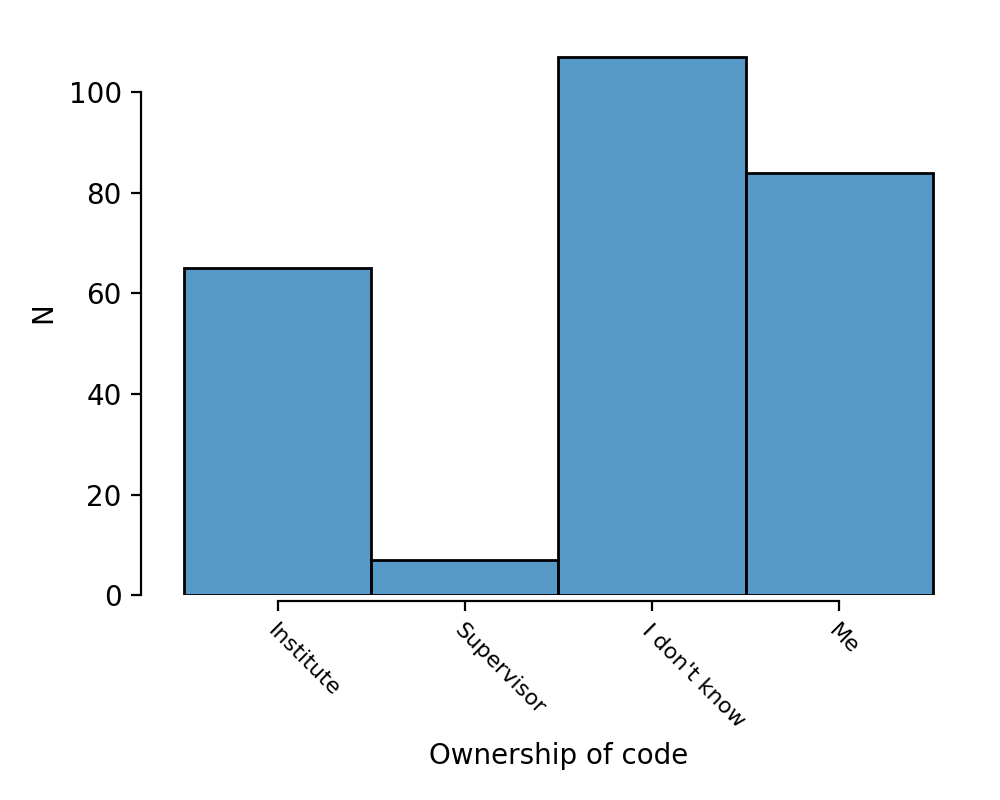 100
80
60
40
20
0
N
Institute
Supervisor
I don't know
Me
Ownership of code